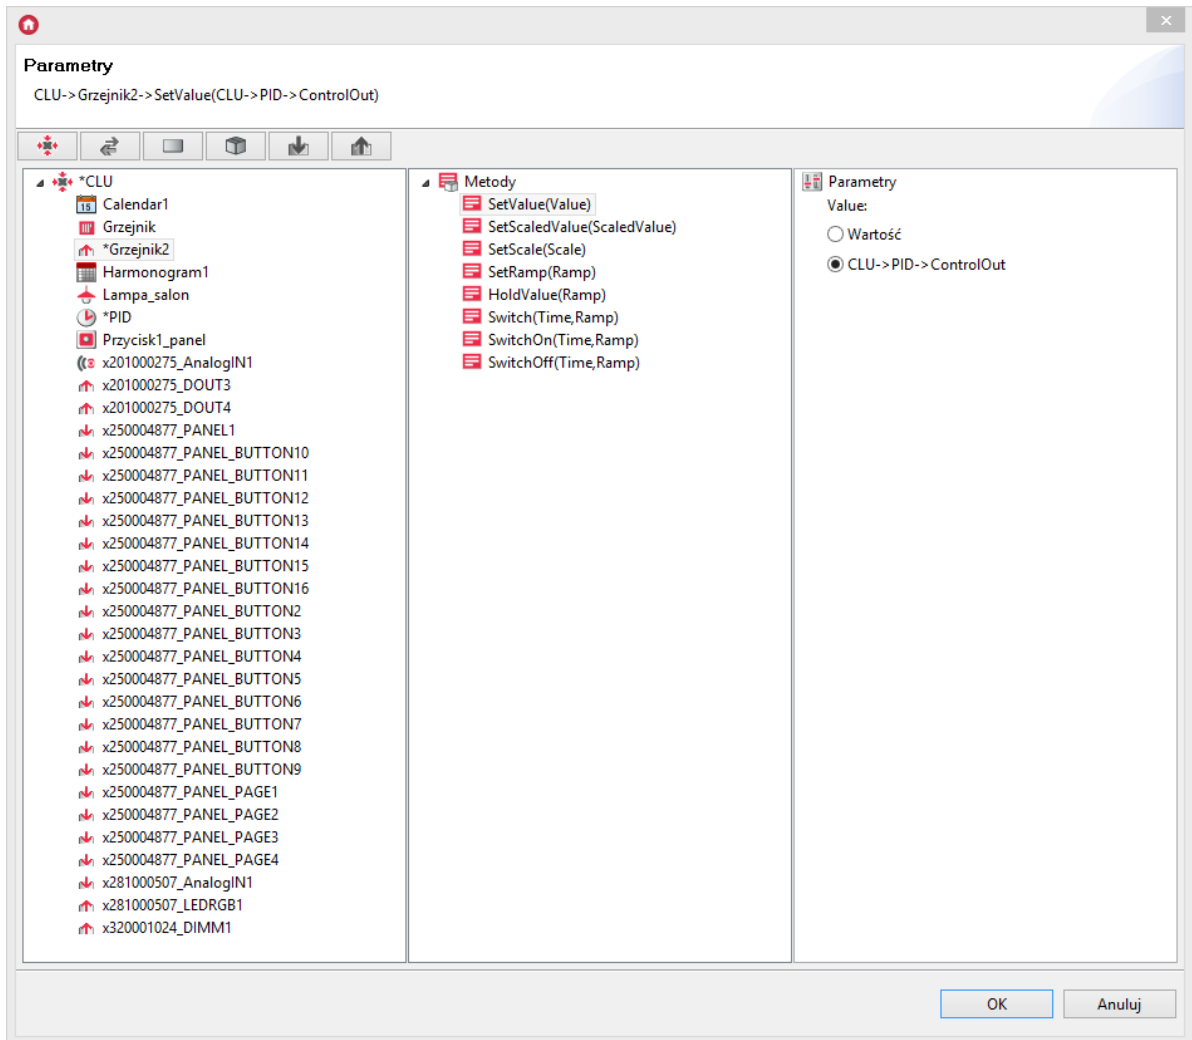 Parametry
CLU->Grzejnik2->SetValue(CLU->PID->ControlOut)
*CLU
15 Calendar1
Grzejnik
*Grzejnik2
Harmonogram1
Lampa_salon
*PID
Przycisk1_panel
x201000275_AnalogIN1
x201000275_DOUT3
x201000275_DOUT4
x250004877_PANEL1
x250004877_PANEL_BUTTON10
x250004877_PANEL_BUTTON11
x250004877_PANEL_BUTTON12
x250004877_PANEL_BUTTON13
x250004877_PANEL_BUTTON14
x250004877_PANEL_BUTTON15
x250004877_PANEL_BUTTON16
x250004877_PANEL_BUTTON2
x250004877_PANEL_BUTTON3
x250004877_PANEL_BUTTON4
x250004877_PANEL_BUTTON5
x250004877_PANEL_BUTTON6
x250004877_PANEL_BUTTON7
x250004877_PANEL_BUTTON8
x250004877_PANEL_BUTTON9
x250004877_PANEL_PAGE1
x250004877_PANEL_PAGE2
x250004877_PANEL_PAGE3
x250004877_PANEL_PAGE4
x281000507_AnalogIN1
x281000507_LEDRGB1
x320001024_DIMM1
Metody
SetValue(Value)
SetScaledValue(ScaledValue)
SetScale(Scale)
SetRamp(Ramp)
HoldValue(Ramp)
Switch(Time,Ramp)
SwitchOn(Time,Ramp)
SwitchOff(Time,Ramp)
Parametry
Value:
Wartość
CLU->PID->ControlOut
OK
Anuluj